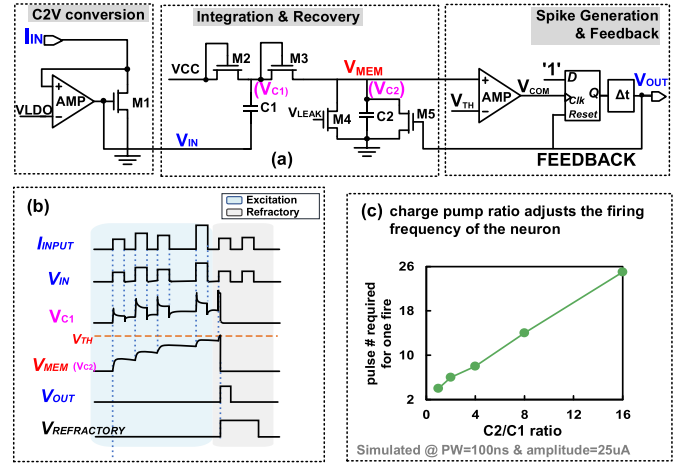 C2V conversion
Integration & Recovery
Spike Generation
& Feedback
IIN
VLDO
AMP
M1
VIN
VCC
M2
M3
(VC1)
C1
VMEM
(VC2)
VLEAK
M4
C2
M5
(a)
VTH
AMP
VCOM
'1'
D
Clk
Q
Reset
Δt
VOUT
FEEDBACK
(b)
Excitation
Refractory
IINPUT
VIN
VC1
VTH
VMEM (VC2)
VOUT
VREFRACTORY
(c) charge pump ratio adjusts the firing
frequency of the neuron
pulse # required
for one fire
26
18
10
2
0
4
8
12
16
C2/C1 ratio
Simulated @ PW=100ns & amplitude=25uA